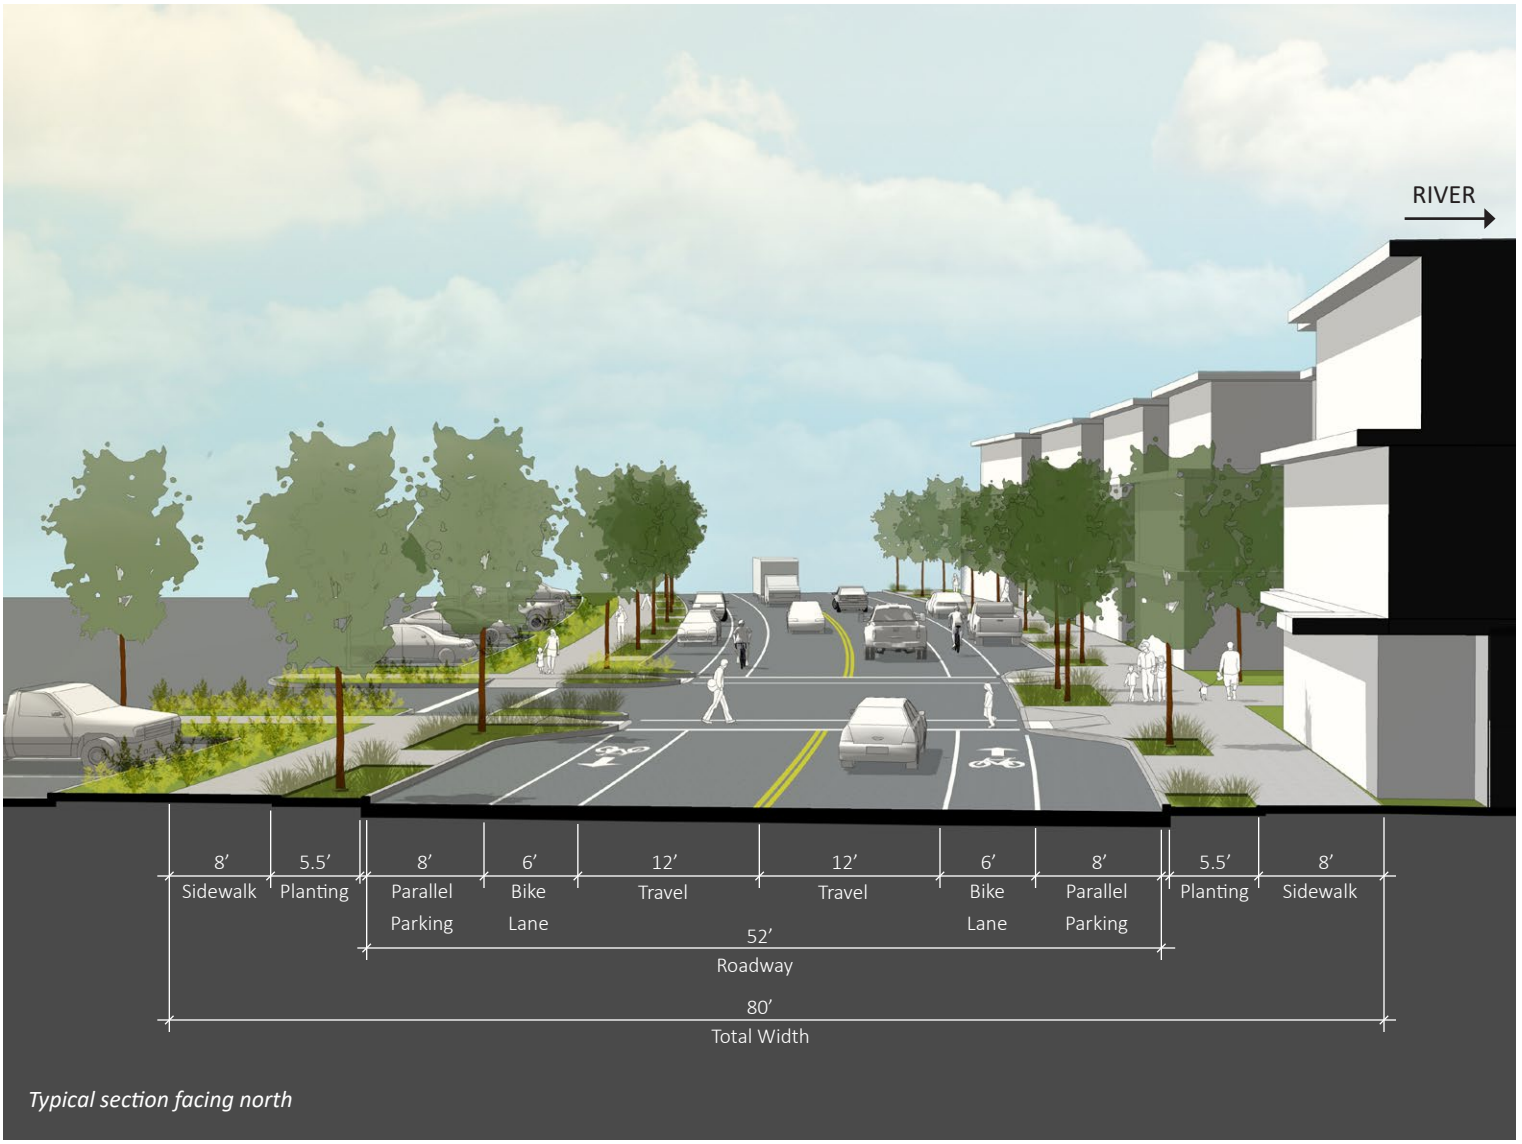 RIVER
8’ 5.5’ 8’ 6’ 12’ 12’ 6’ 8’ 5.5’ 8’
Sidewalk Planting Parallel Bike Travel Travel Bike Parallel Planting Sidewalk
Parking Lane Lane Parking
52’
Roadway
80’
Total Width
Typical section facing north